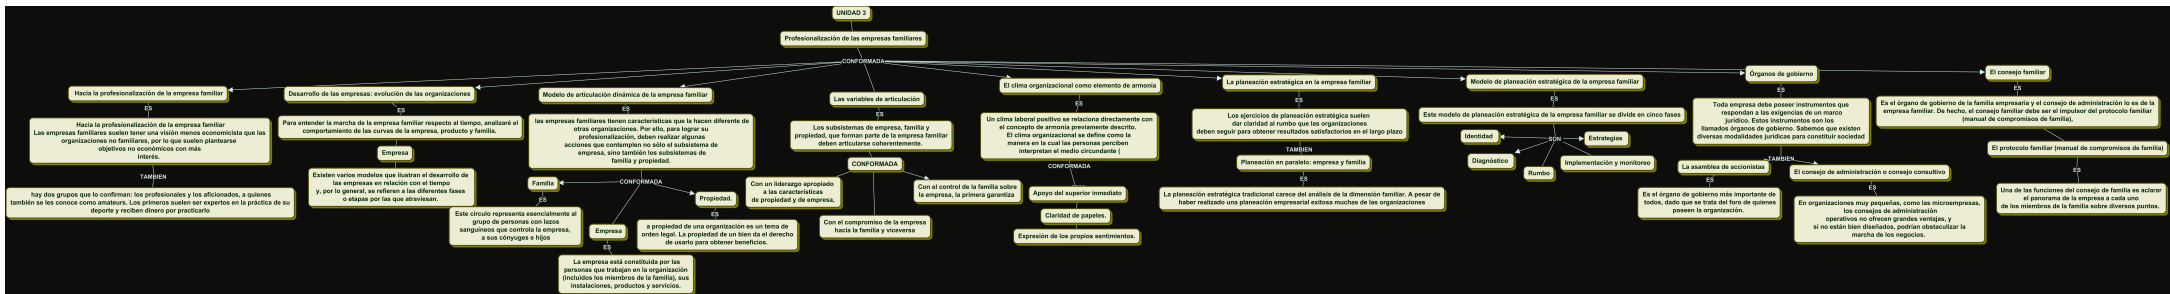 UNIDAD 3
Profesionalización de las empresas familiares
CONFORMADA
Hacia la profesionalización de la empresa familiar
ES
Hacia la profesionalización de la empresa familiar
Las empresas familiares suelen tener una visión menos economicista que las
organizaciones no familiares, por lo que suelen plantearse
objetivos no económicos con más
interés.
TAMBIEN
hay dos grupos que lo confirman: los profesionales y los aficionados, a quienes
también se les conoce como amateurs. Los primeros suelen ser expertos en la práctica de su
deporte y reciben dinero por practicarlo
Desarrollo de las empresas: evolución de las organizaciones
ES
Para entender la marcha de la empresa familiar respecto al tiempo, analizaré el
comportamiento de las curvas de la empresa, producto y familia.
Empresa
ES
Existen varios modelos que ilustran el desarrollo de
las empresas en relación con el tiempo
y, por lo general, se refieren a las diferentes fases
o etapas por las que atraviesan.
Modelo de articulación dinámica de la empresa familiar
ES
las empresas familiares tienen características que la hacen diferente de
otras organizaciones. Por ello, para lograr su
profesionalización, deben realizar algunas
acciones que contemplen no sólo el subsistema de
empresa, sino también los subsistemas de
familia y propiedad.
CONFORMADA
Familia
ES
Este círculo representa esencialmente al
grupo de personas con lazos
sanguíneos que controla la empresa,
a sus cónyuges e hijos
Empresa
ES
La empresa está constituida por las
personas que trabajan en la organización
(incluidos los miembros de la familia), sus
instalaciones, productos y servicios.
Propiedad.
ES
a propiedad de una organización es un tema de
orden legal. La propiedad de un bien da el derecho
de usarlo para obtener beneficios.
Las variables de articulación
ES
Los subsistemas de empresa, familia y
propiedad, que forman parte de la empresa familiar
deben articularse coherentemente.
CONFORMADA
Con un liderazgo apropiado
a las características
de propiedad y de empresa,
Con el compromiso de la empresa
hacia la familia y viceversa
Con el control de la familia sobre
la empresa, la primera garantiza
El clima organizacional como elemento de armonía
ES
Un clima laboral positivo se relaciona directamente con
el concepto de armonía previamente descrito.
El clima organizacional se define como la
manera en la cual las personas perciben
interpretan el medio circundante (
CONFORMADA
Apoyo del superior inmediato
Claridad de papeles.
Expresión de los propios sentimientos.
La planeación estratégica en la empresa familiar
ES
Los ejercicios de planeación estratégica suelen
dar claridad al rumbo que las organizaciones
deben seguir para obtener resultados satisfactorios en el largo plazo
TAMBIEN
Planeación en paralelo: empresa y familia
ES
La planeación estratégica tradicional carece del análisis de la dimensión familiar. A pesar de
haber realizado una planeación empresarial exitosa muchas de las organizaciones
Modelo de planeación estratégica de la empresa familiar
ES
Este modelo de planeación estratégica de la empresa familiar se divide en cinco fases
SON
Identidad
Diagnóstico
Rumbo
Estrategias
Implementación y monitoreo
Órganos de gobierno
ES
Toda empresa debe poseer instrumentos que
respondan a las exigencias de un marco
jurídico. Estos instrumentos son los
llamados órganos de gobierno. Sabemos que existen
diversas modalidades jurídicas para constituir sociedad
TAMBIEN
La asamblea de accionistas
ES
Es el órgano de gobierno más importante de
todos, dado que se trata del foro de quienes
poseen la organización.
El consejo de administración o consejo consultivo
ES
En organizaciones muy pequeñas, como las microempresas,
los consejos de administración
operativas no ofrecen grandes ventajas, y
si no están bien diseñados, podrían obstaculizar la
marcha de los negocios.
El consejo familiar
ES
Es el órgano de gobierno de la familia empresaria y el consejo de administración lo es de la
empresa familiar. De hecho, el consejo familiar debe ser el impulsor del protocolo familiar
(manual de compromisos de familia),
El protocolo familiar (manual de compromisos de familia)
ES
Una de las funciones del consejo de familia es aclarar
el panorama de la empresa a cada uno
de los miembros de la familia sobre diversos puntos.